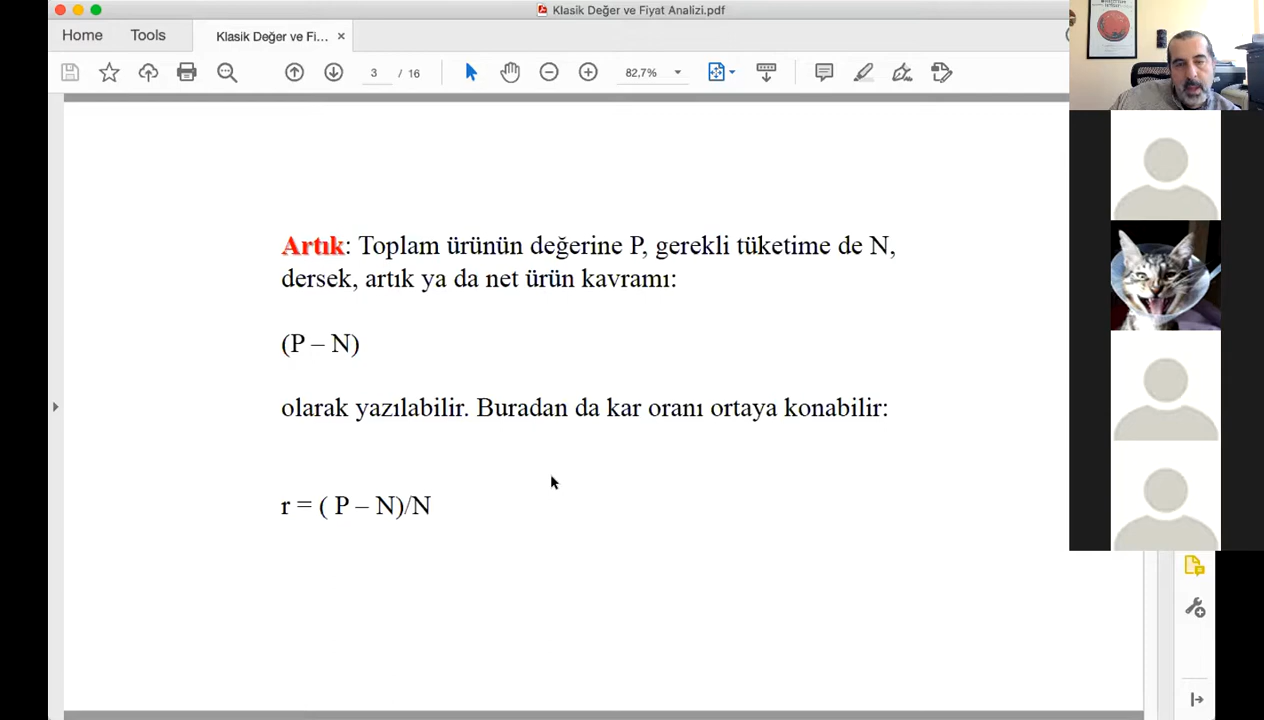 Klasik Değer ve Fiyat Analizi.pdf
Home Tools Klasik Değer ve Fi... ×
3 / 16 82,7%
Artık: Toplam ürünün değerine P, gerekli tüketime de N,
dersek, artık ya da net ürün kavramı:
(P – N)
olarak yazılabilir. Buradan da kar oranı ortaya konabilir:
r = ( P – N)/N